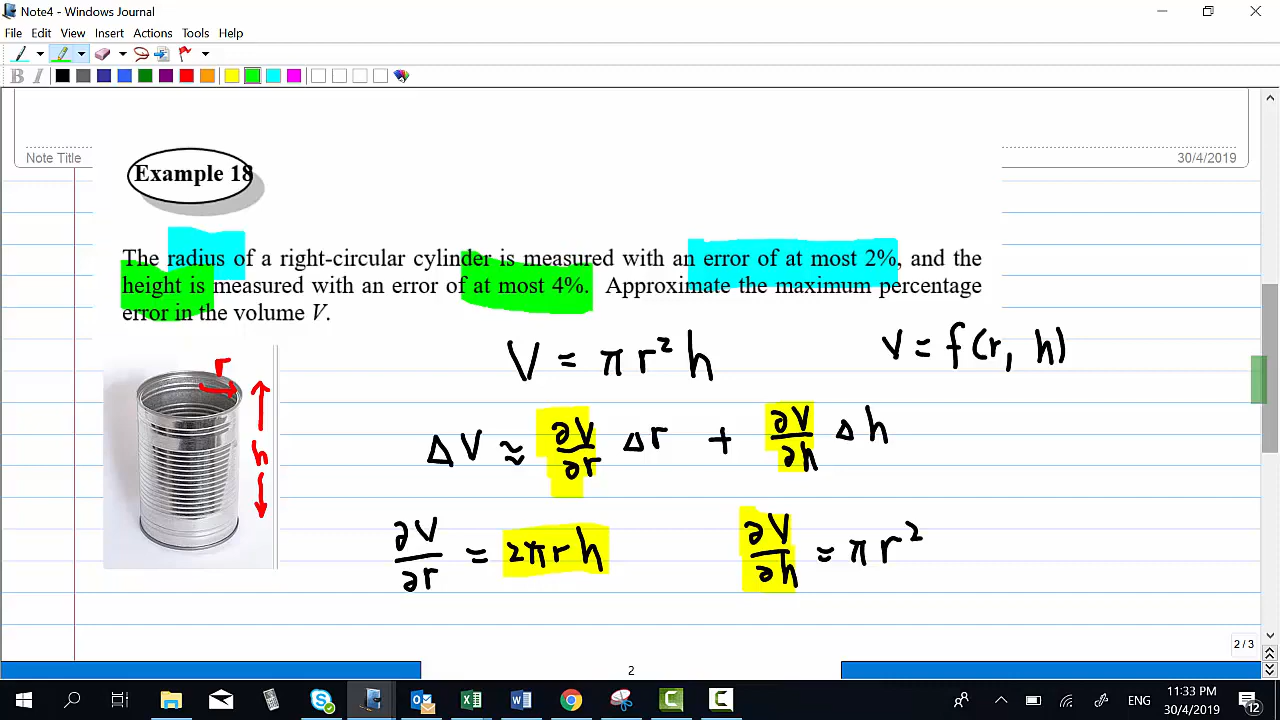 Note4 - Windows Journal
File Edit View Insert Actions Tools Help
B I
Note Title
30/4/2019
Example 18
The radius of a right-circular cylinder is measured with an error of at most 2%, and the
height is measured with an error of at most 4%. Approximate the maximum percentage
error in the volume V.
V = πr²h
V = f(r, h)
r
h
ΔV ≈ ∂V/∂r Δr + ∂V/∂h Δh
∂V/∂r = 2πrh
∂V/∂h = πr²
2/3
2
ENG
11:33 PM
30/4/2019
12